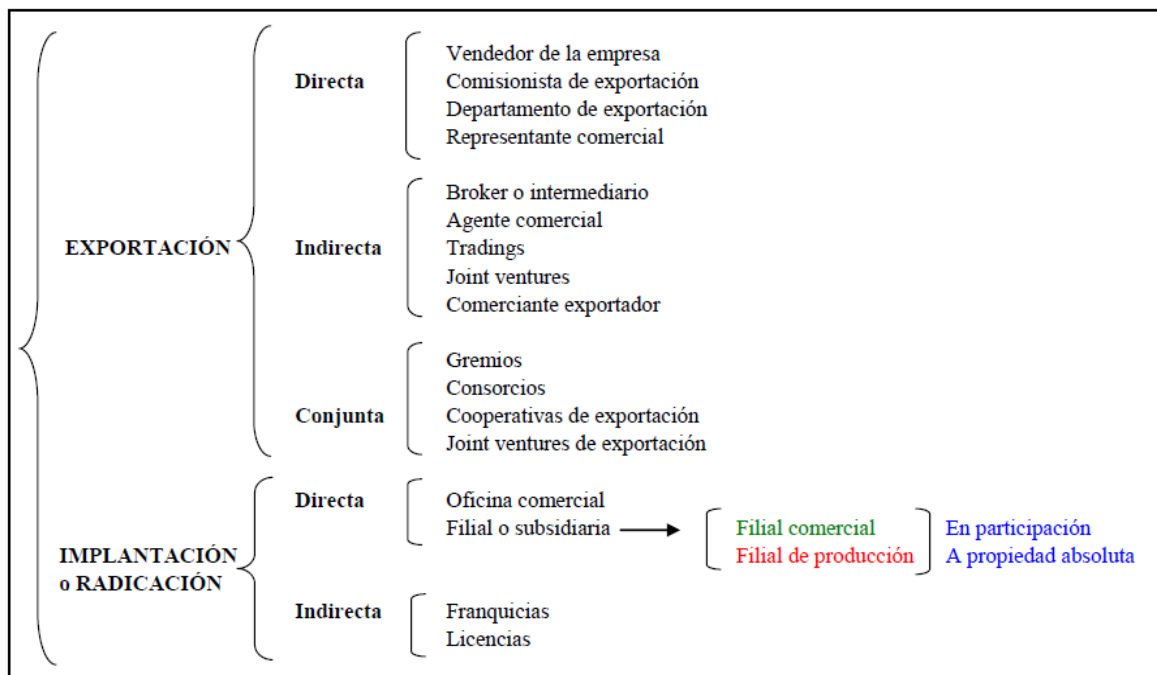 EXPORTACIÓN
Directa
Vendedor de la empresa
Comisionista de exportación
Departamento de exportación
Representante comercial
Indirecta
Broker o intermediario
Agente comercial
Tradings
Joint ventures
Comerciante exportador
Conjunta
Gremios
Consorcios
Cooperativas de exportación
Joint ventures de exportación
IMPLANTACIÓN
o RADICACIÓN
Directa
Oficina comercial
Filial o subsidiaria
Filial comercial
Filial de producción
En participación
A propiedad absoluta
Indirecta
Franquicias
Licencias